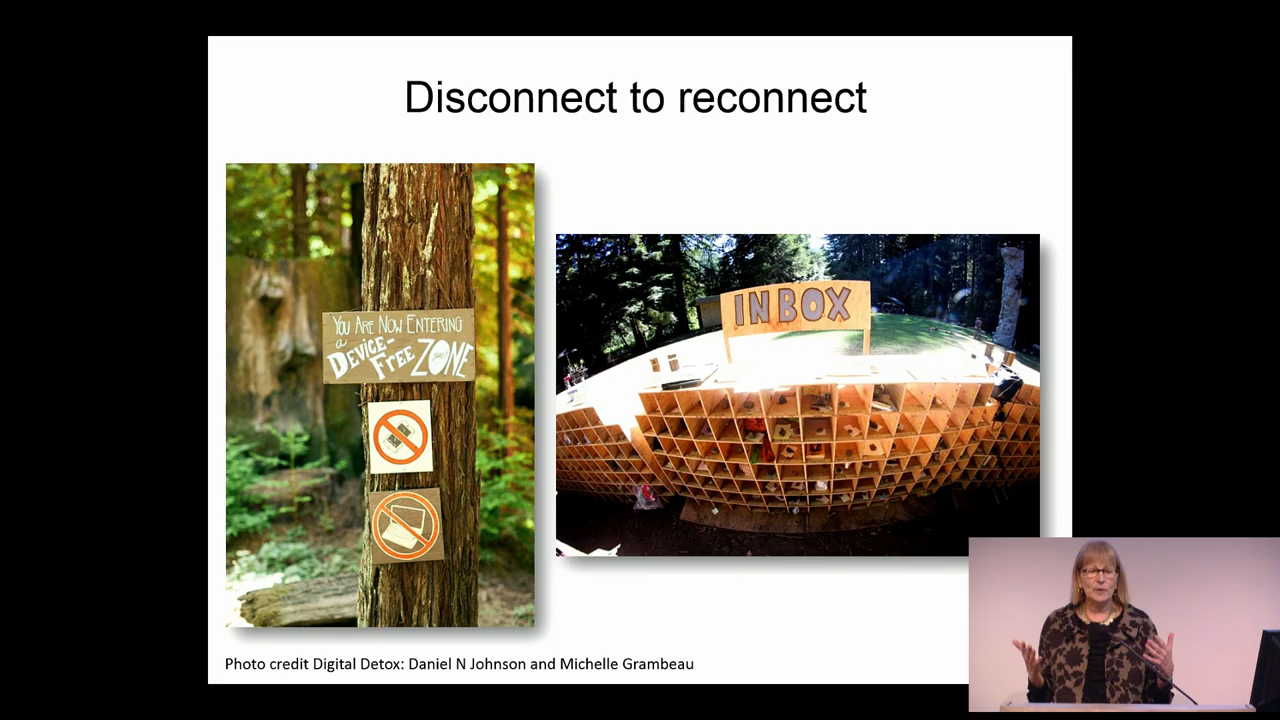 Disconnect to reconnect
YOU ARE NOW ENTERING
a
DEVICE-
FREE ZONE
INBOX
Photo credit Digital Detox: Daniel N Johnson and Michelle Grambeau